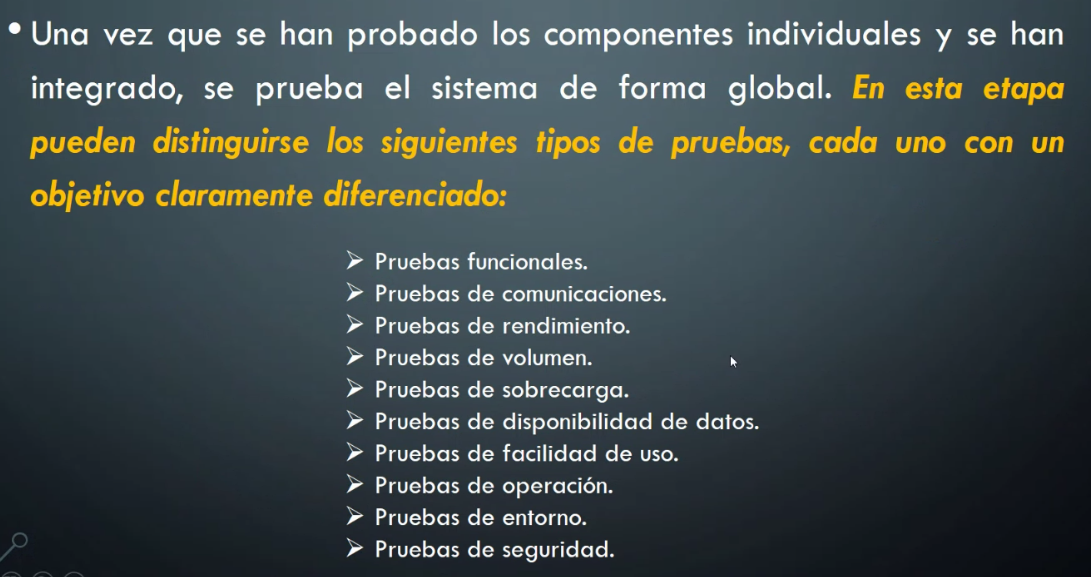 • Una vez que se han probado los componentes individuales y se han
integrado, se prueba el sistema de forma global. En esta etapa
pueden distinguirse los siguientes tipos de pruebas, cada uno con un
objetivo claramente diferenciado:
➢ Pruebas funcionales.
➢ Pruebas de comunicaciones.
➢ Pruebas de rendimiento.
➢ Pruebas de volumen.
➢ Pruebas de sobrecarga.
➢ Pruebas de disponibilidad de datos.
➢ Pruebas de facilidad de uso.
➢ Pruebas de operación.
➢ Pruebas de entorno.
➢ Pruebas de seguridad.